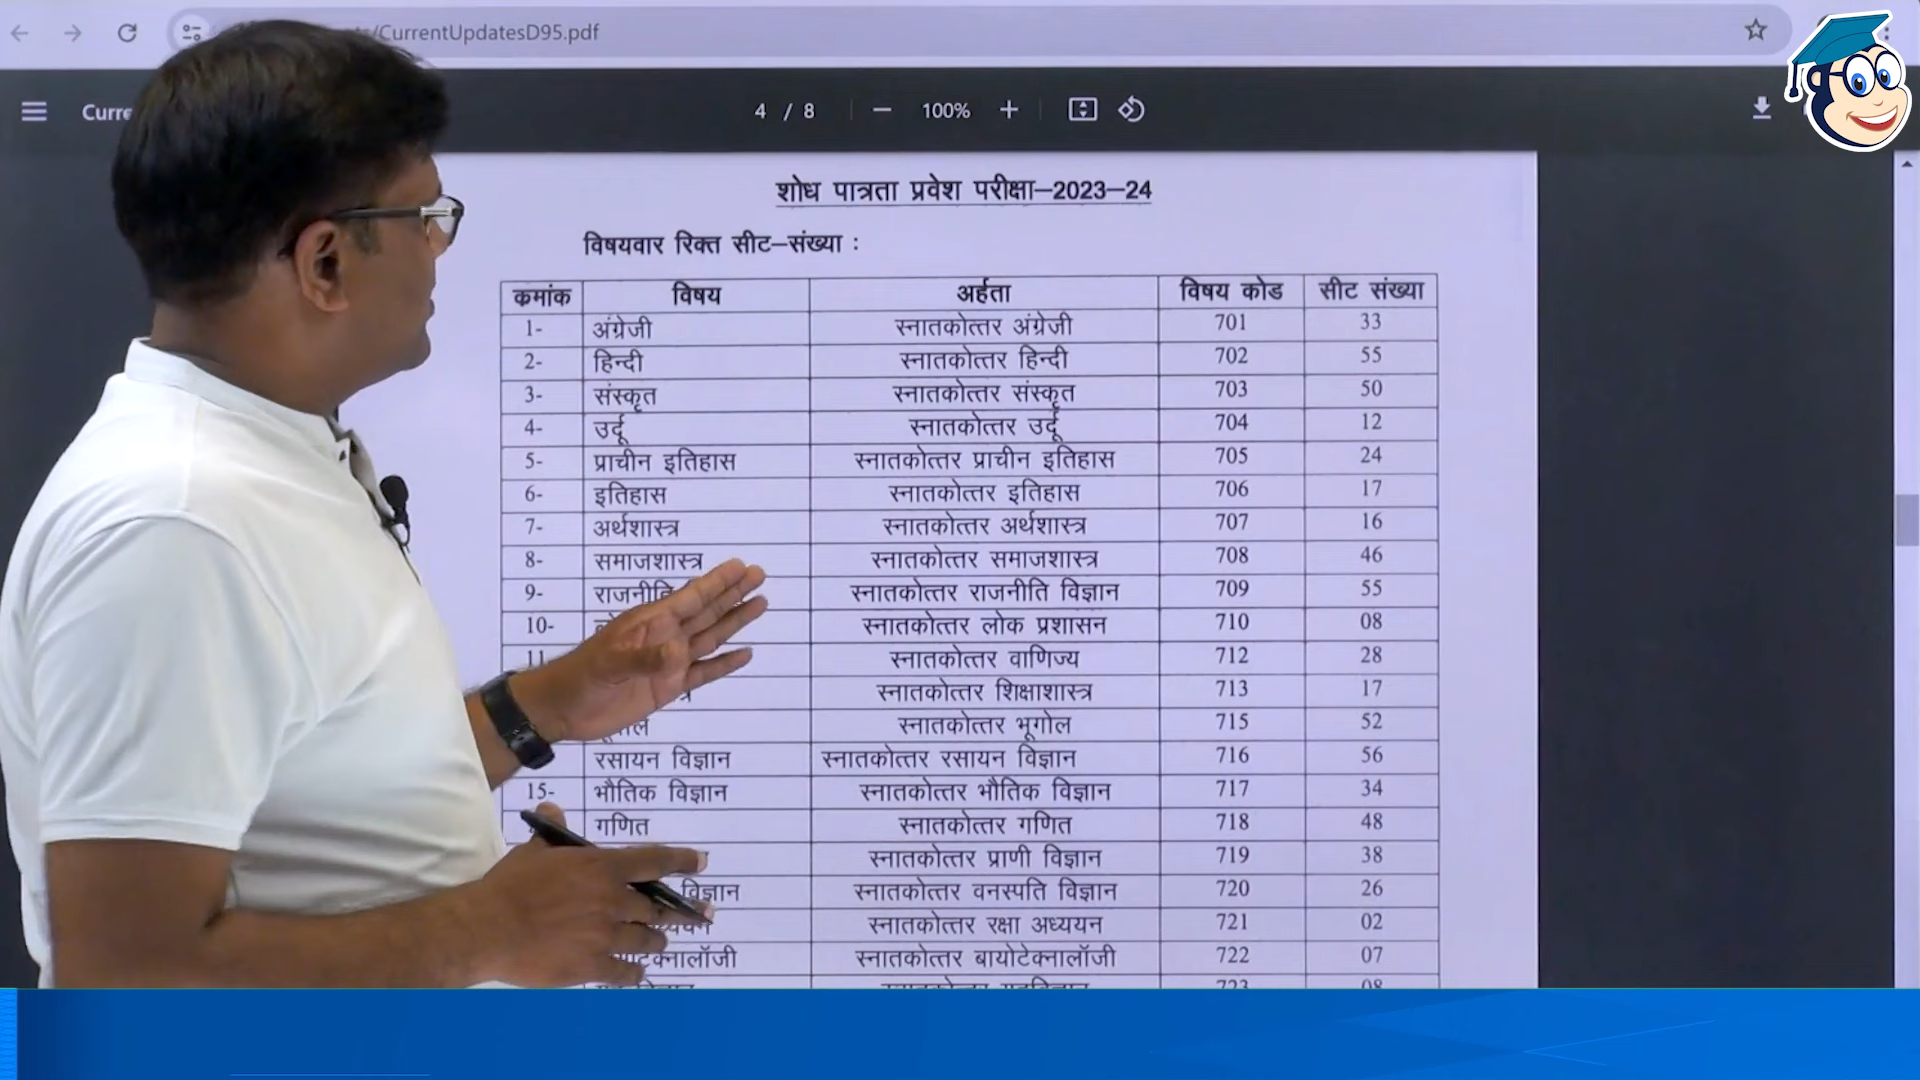 /CurrentUpdatesD95.pdf
Curre 4 / 8 100%
शोध पात्रता प्रवेश परीक्षा–2023–24
विषयवार रिक्त सीट–संख्या :
क्रमांक विषय अर्हता विषय कोड सीट संख्या
1- अंग्रेजी स्नातकोत्तर अंग्रेजी 701 33
2- हिन्दी स्नातकोत्तर हिन्दी 702 55
3- संस्कृत स्नातकोत्तर संस्कृत 703 50
4- उर्दू स्नातकोत्तर उर्दू 704 12
5- प्राचीन इतिहास स्नातकोत्तर प्राचीन इतिहास 705 24
6- इतिहास स्नातकोत्तर इतिहास 706 17
7- अर्थशास्त्र स्नातकोत्तर अर्थशास्त्र 707 16
8- समाजशास्त्र स्नातकोत्तर समाजशास्त्र 708 46
9- राजनीति स्नातकोत्तर राजनीति विज्ञान 709 55
10- स्नातकोत्तर लोक प्रशासन 710 08
11 स्नातकोत्तर वाणिज्य 712 28
स्नातकोत्तर शिक्षाशास्त्र 713 17
स्नातकोत्तर भूगोल 715 52
रसायन विज्ञान स्नातकोत्तर रसायन विज्ञान 716 56
15- भौतिक विज्ञान स्नातकोत्तर भौतिक विज्ञान 717 34
गणित स्नातकोत्तर गणित 718 48
स्नातकोत्तर प्राणी विज्ञान 719 38
विज्ञान स्नातकोत्तर वनस्पति विज्ञान 720 26
स्नातकोत्तर रक्षा अध्ययन 721 02
स्नातकोत्तर बायोटेक्नालॉजी 722 07
723 08